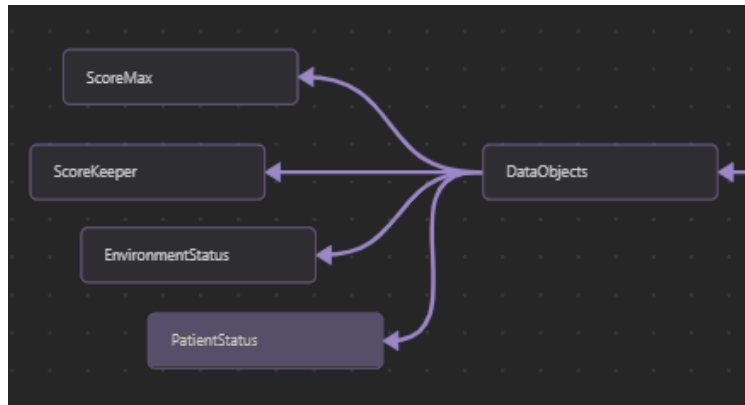 ScoreMax
ScoreKeeper
DataObjects
EnvironmentStatus
PatientStatus